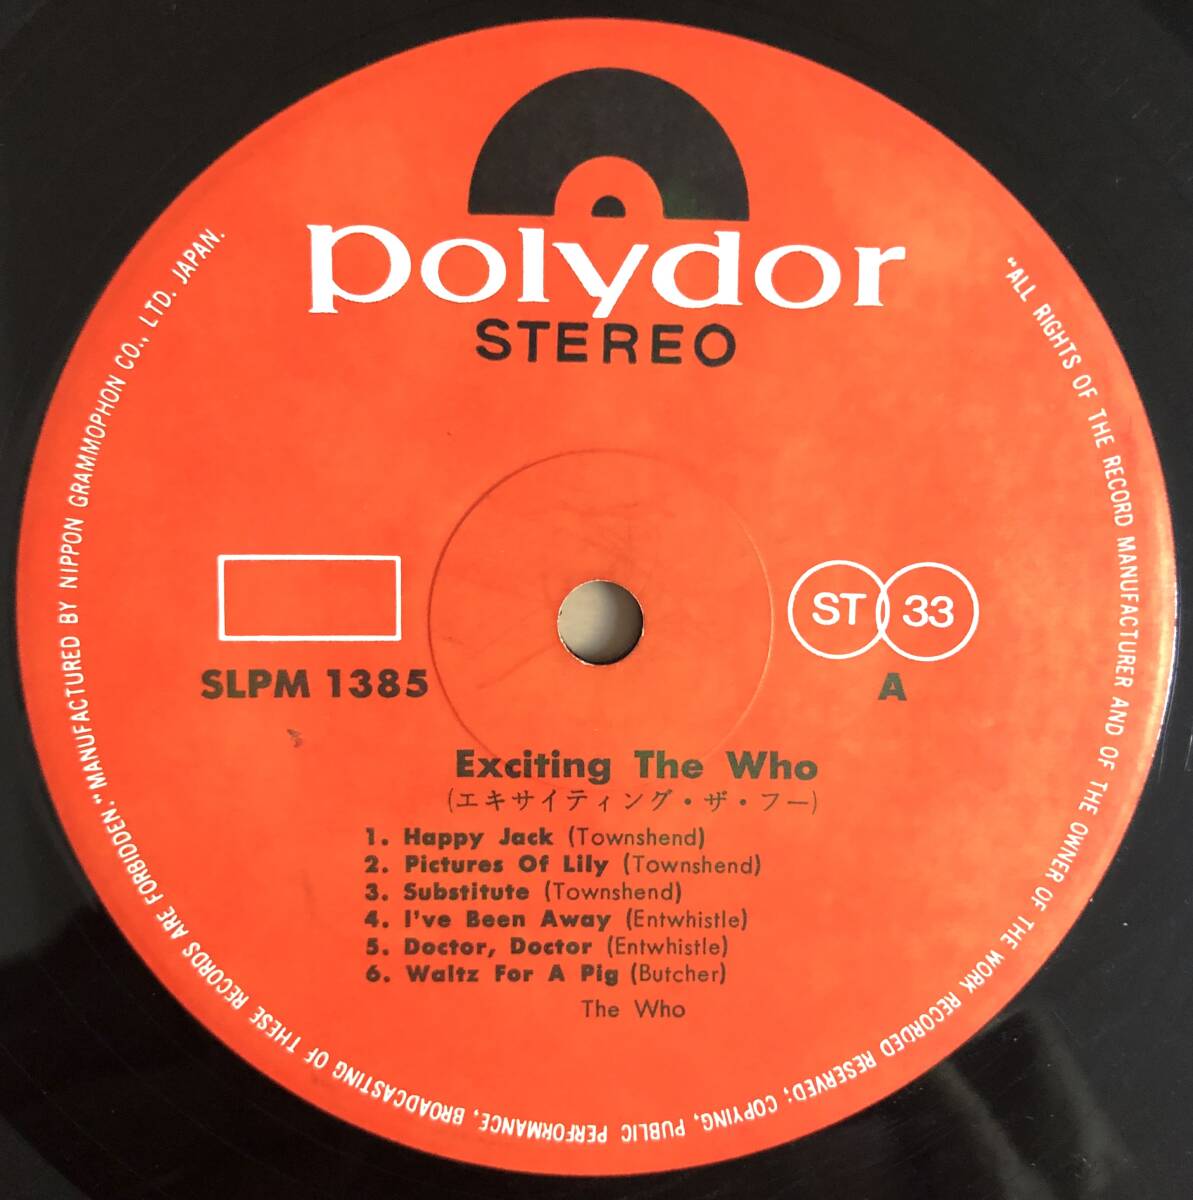 polydor
STEREO
ST 33
SLPM 1385
A
Exciting The Who
(エキサイティング・ザ・フー)
1. Happy Jack (Townshend)
2. Pictures Of Lily (Townshend)
3. Substitute (Townshend)
4. I've Been Away (Entwhistle)
5. Doctor, Doctor (Entwhistle)
6. Waltz For A Pig (Butcher)
The Who
"ALL RIGHTS OF THE RECORD MANUFACTURER AND OF THE OWNER OF THE WORK RECORDED RESERVED; COPYING, PUBLIC PERFORMANCE, BROADCASTING OF THESE RECORDS ARE FORBIDDEN." MANUFACTURED BY NIPPON GRAMMOPHON CO., LTD. JAPAN.